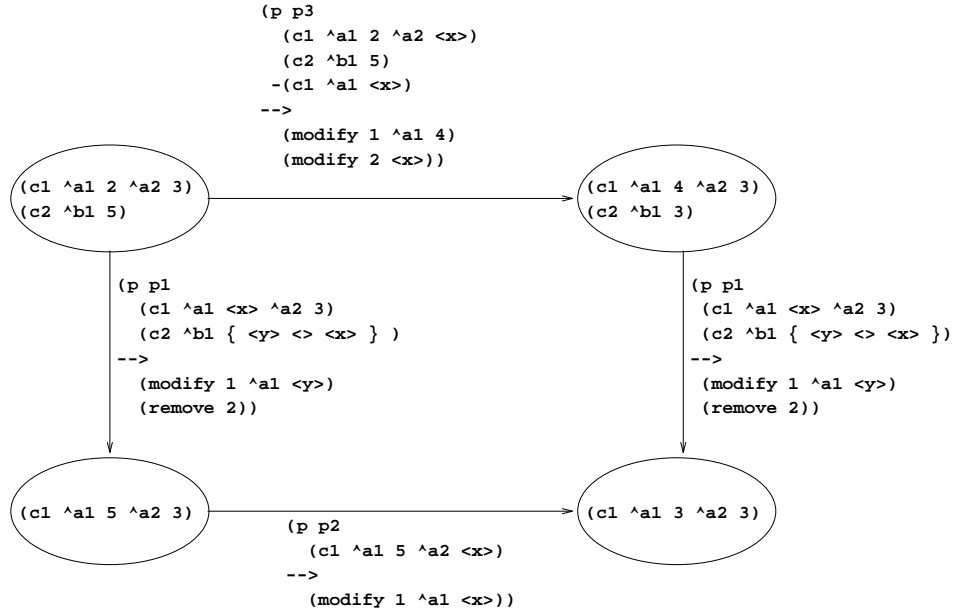 (p p3
(c1 ^a1 2 ^a2 <x>)
(c2 ^b1 5)
-(c1 ^a1 <x>)
-->
(modify 1 ^a1 4)
(modify 2 <x>))
(c1 ^a1 2 ^a2 3)
(c2 ^b1 5)
(c1 ^a1 4 ^a2 3)
(c2 ^b1 3)
(p p1
(c1 ^a1 <x> ^a2 3)
(c2 ^b1 { <y> <> <x> } )
-->
(modify 1 ^a1 <y>)
(remove 2))
(p p1
(c1 ^a1 <x> ^a2 3)
(c2 ^b1 { <y> <> <x> })
-->
(modify 1 ^a1 <y>)
(remove 2))
(c1 ^a1 5 ^a2 3)
(c1 ^a1 3 ^a2 3)
(p p2
(c1 ^a1 5 ^a2 <x>)
-->
(modify 1 ^a1 <x>))